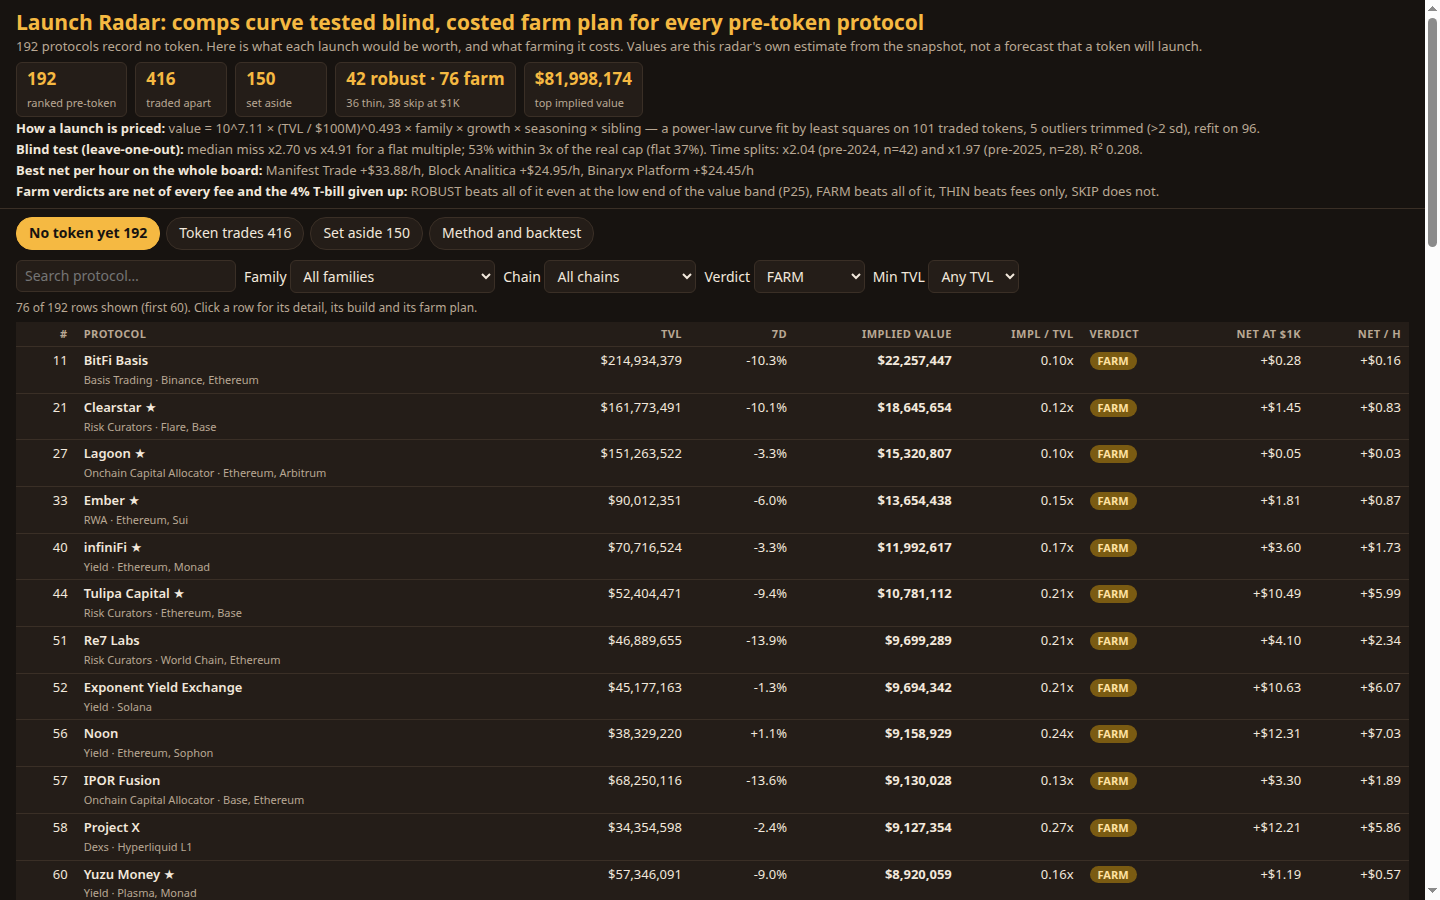 Launch Radar: comps curve tested blind, costed farm plan for every pre-token protocol
192 protocols record no token. Here is what each launch would be worth, and what farming it costs. Values are this radar's own estimate from the snapshot, not a forecast that a token will launch.
192
ranked pre-token
416
traded apart
150
set aside
42 robust · 76 farm
36 thin, 38 skip at $1K
$81,998,174
top implied value
How a launch is priced: value = 10^7.11 × (TVL / $100M)^0.493 × family × growth × seasoning × sibling — a power-law curve fit by least squares on 101 traded tokens, 5 outliers trimmed (>2 sd), refit on 96.
Blind test (leave-one-out): median miss x2.70 vs x4.91 for a flat multiple; 53% within 3x of the real cap (flat 37%). Time splits: x2.04 (pre-2024, n=42) and x1.97 (pre-2025, n=28). R² 0.208.
Best net per hour on the whole board: Manifest Trade +$33.88/h, Block Analitica +$24.95/h, Binaryx Platform +$24.45/h
Farm verdicts are net of every fee and the 4% T-bill given up: ROBUST beats all of it even at the low end of the value band (P25), FARM beats all of it, THIN beats fees only, SKIP does not.
No token yet 192 Token trades 416 Set aside 150 Method and backtest
Search protocol... Family All families Chain All chains Verdict FARM Min TVL Any TVL
76 of 192 rows shown (first 60). Click a row for its detail, its build and its farm plan.
# PROTOCOL TVL 7D IMPLIED VALUE IMPL / TVL VERDICT NET AT $1K NET / H
11 BitFi Basis $214,934,379 -10.3% $22,257,447 0.10x FARM +$0.28 +$0.16
Basis Trading · Binance, Ethereum
21 Clearstar ★ $161,773,491 -10.1% $18,645,654 0.12x FARM +$1.45 +$0.83
Risk Curators · Flare, Base
27 Lagoon ★ $151,263,522 -3.3% $15,320,807 0.10x FARM +$0.05 +$0.03
Onchain Capital Allocator · Ethereum, Arbitrum
33 Ember ★ $90,012,351 -6.0% $13,654,438 0.15x FARM +$1.81 +$0.87
RWA · Ethereum, Sui
40 infiniFi ★ $70,716,524 -3.3% $11,992,617 0.17x FARM +$3.60 +$1.73
Yield · Ethereum, Monad
44 Tulipa Capital ★ $52,404,471 -9.4% $10,781,112 0.21x FARM +$10.49 +$5.99
Risk Curators · Ethereum, Base
51 Re7 Labs $46,889,655 -13.9% $9,699,289 0.21x FARM +$4.10 +$2.34
Risk Curators · World Chain, Ethereum
52 Exponent Yield Exchange $45,177,163 -1.3% $9,694,342 0.21x FARM +$10.63 +$6.07
Yield · Solana
56 Noon $38,329,220 +1.1% $9,158,929 0.24x FARM +$12.31 +$7.03
Yield · Ethereum, Sophon
57 IPOR Fusion $68,250,116 -13.6% $9,130,028 0.13x FARM +$3.30 +$1.89
Onchain Capital Allocator · Base, Ethereum
58 Project X $34,354,598 -2.4% $9,127,354 0.27x FARM +$12.21 +$5.86
Dexs · Hyperliquid L1
60 Yuzu Money ★ $57,346,091 -9.0% $8,920,059 0.16x FARM +$1.19 +$0.57
Yield · Plasma, Monad